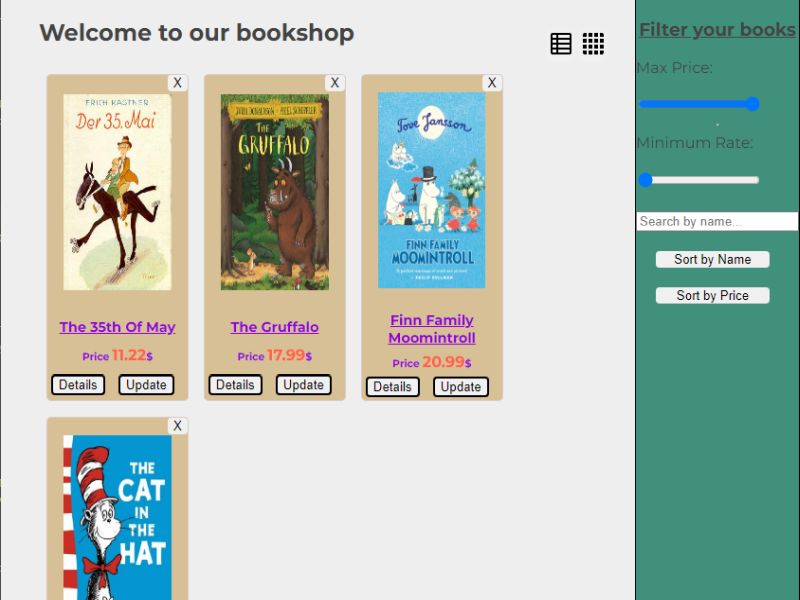 Welcome to our bookshop
X
ERICH KÄSTNER
Der 35. Mai
The 35th Of May
Price 11.22$
Details
Update
X
JULIA DONALDSON · AXEL SCHEFFLER
THE
GRUFFALO
The Gruffalo
Price 17.99$
Details
Update
X
Tove Jansson
FINN FAMILY
MOOMINTROLL
The Finn Family
Moomintroll
Price 20.99$
Details
Update
X
THE
CAT
IN
THE
HAT
Filter your books
Max Price:
Minimum Rate:
Search by name...
Sort by Name
Sort by Price